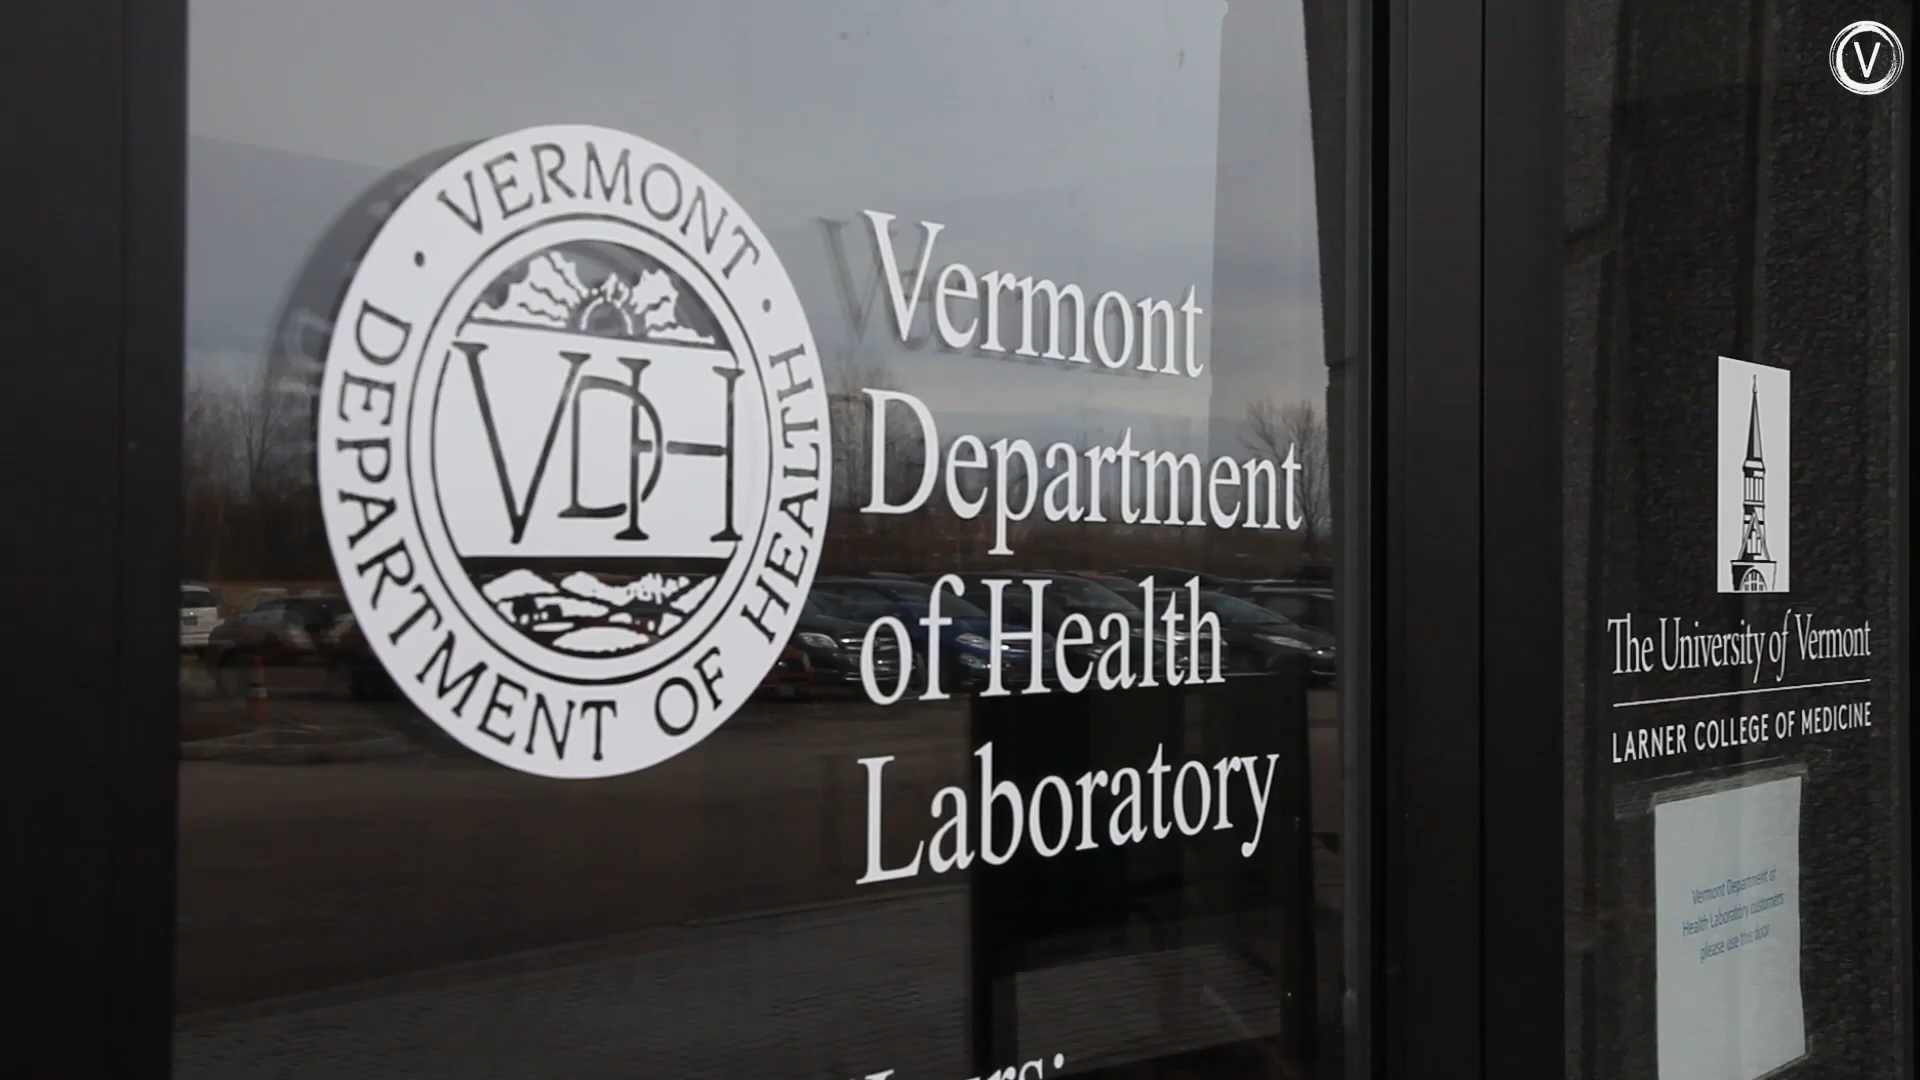 VERMONT
DEPARTMENT OF HEALTH
VDH
Vermont
Department
of Health
Laboratory
The University of Vermont
LARNER COLLEGE OF MEDICINE
Vermont Department of
Health Laboratory customers
please use this door
V